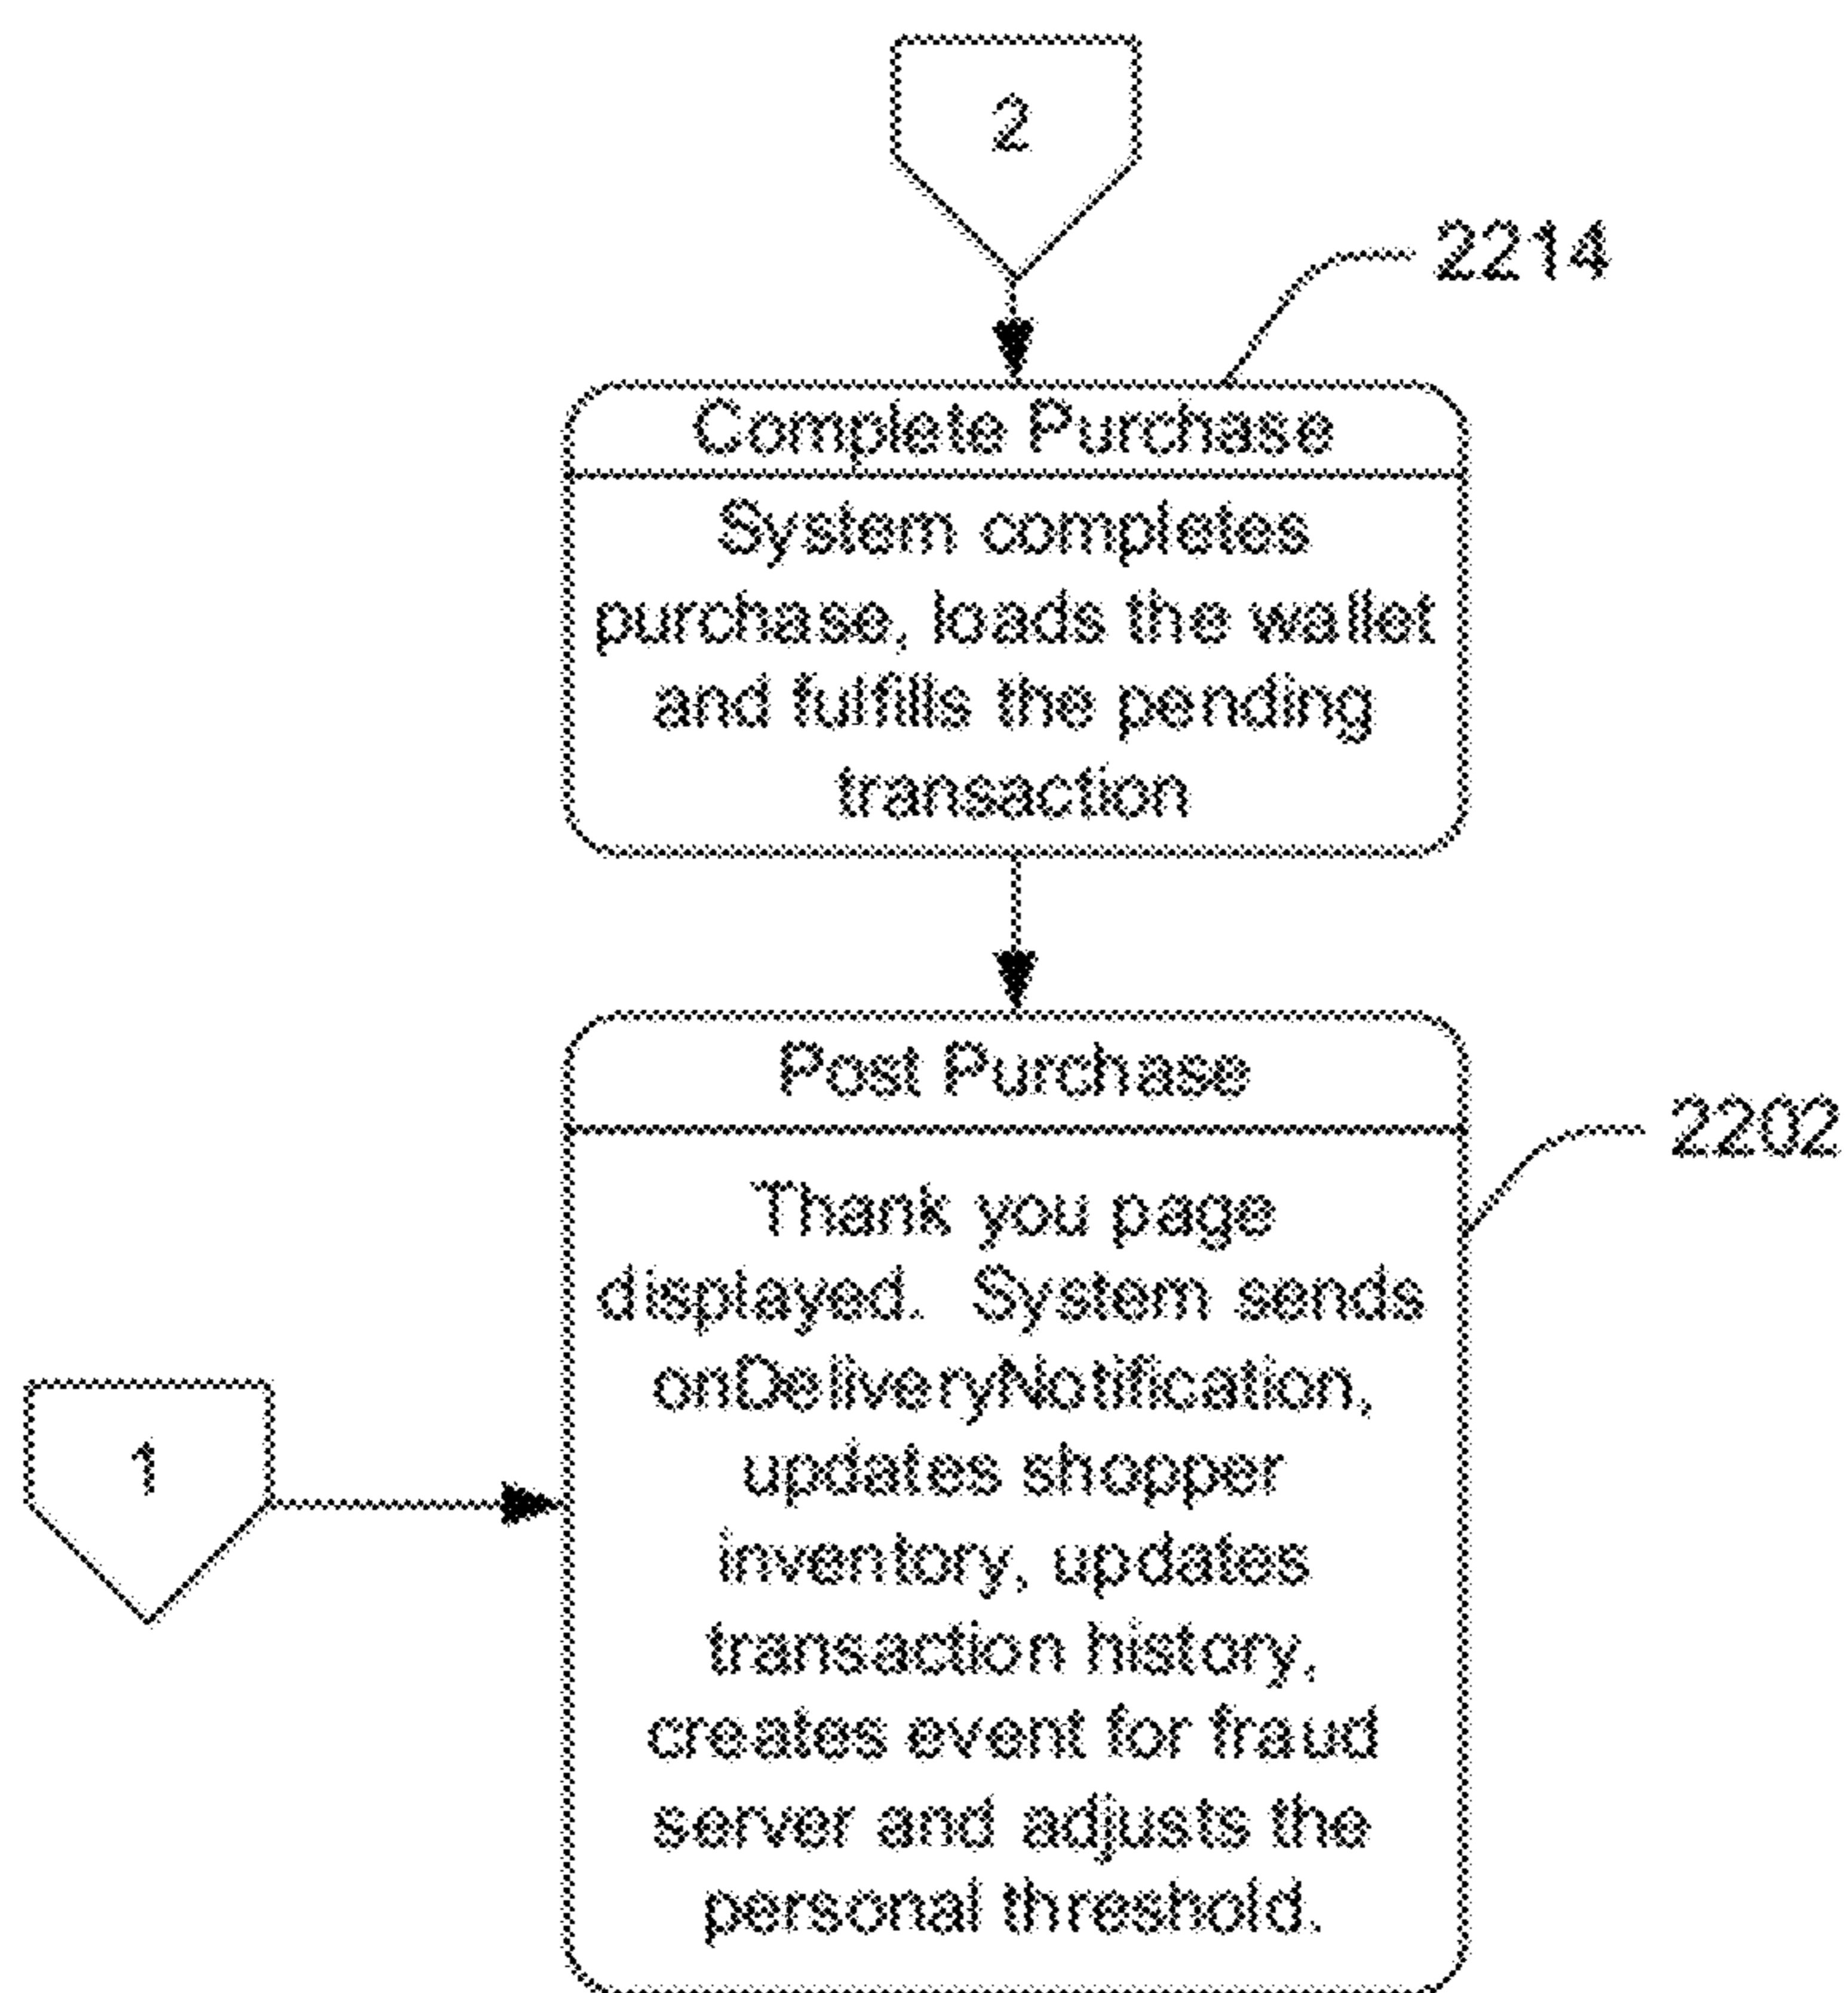 2
2214
Complete Purchase
System completes
purchase, loads the wallet
and fulfills the pending
transaction
Post Purchase
2202
Thank you page
displayed.  System sends
onDeliveryNotification,
updates shopper
1
inventory, updates
transaction history,
creates event for fraud
server and adjusts the
personal threshold.